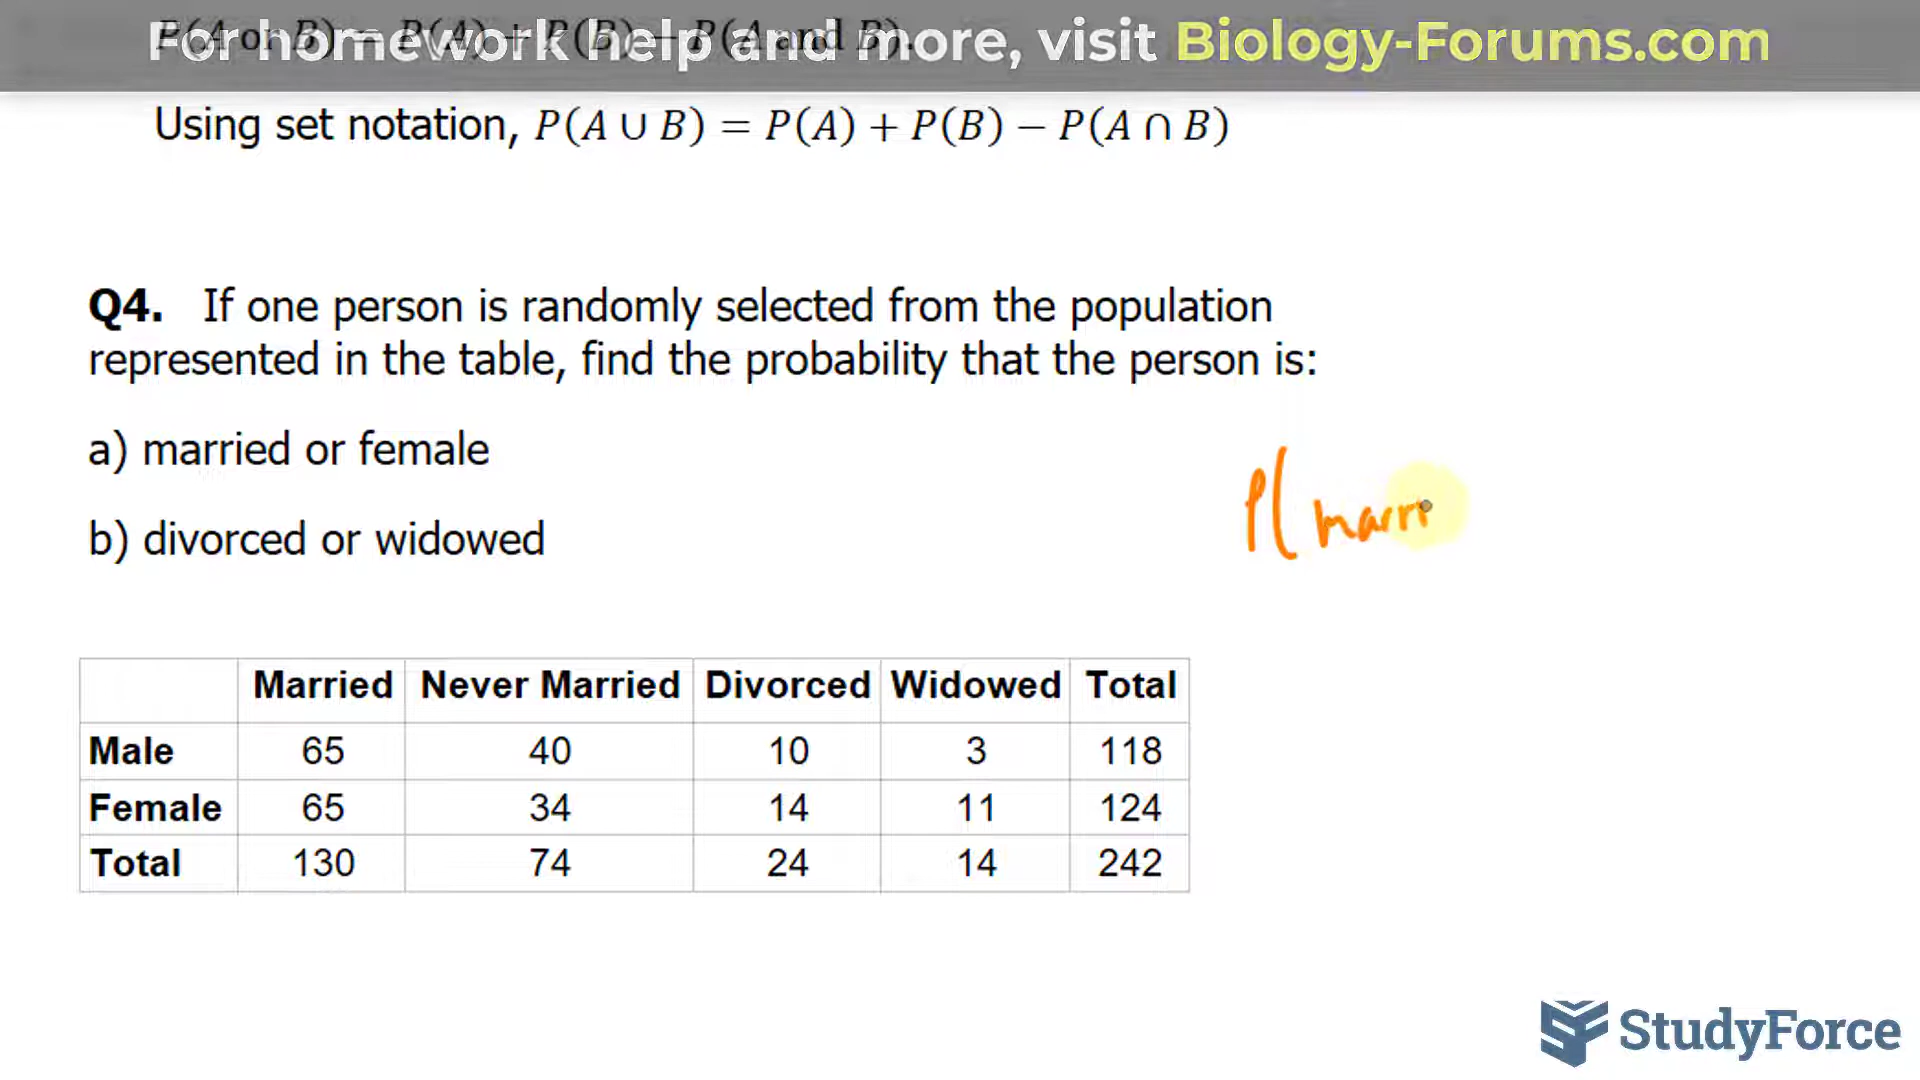 P(A or B) = P(A) + P(B) − P(A and B).
For homework help and more, visit Biology-Forums.com
Using set notation, P(A ∪ B) = P(A) + P(B) − P(A ∩ B)
Q4. If one person is randomly selected from the population
represented in the table, find the probability that the person is:
a) married or female
P(marri
b) divorced or widowed
Married Never Married Divorced Widowed Total
Male 65 40 10 3 118
Female 65 34 14 11 124
Total 130 74 24 14 242
StudyForce